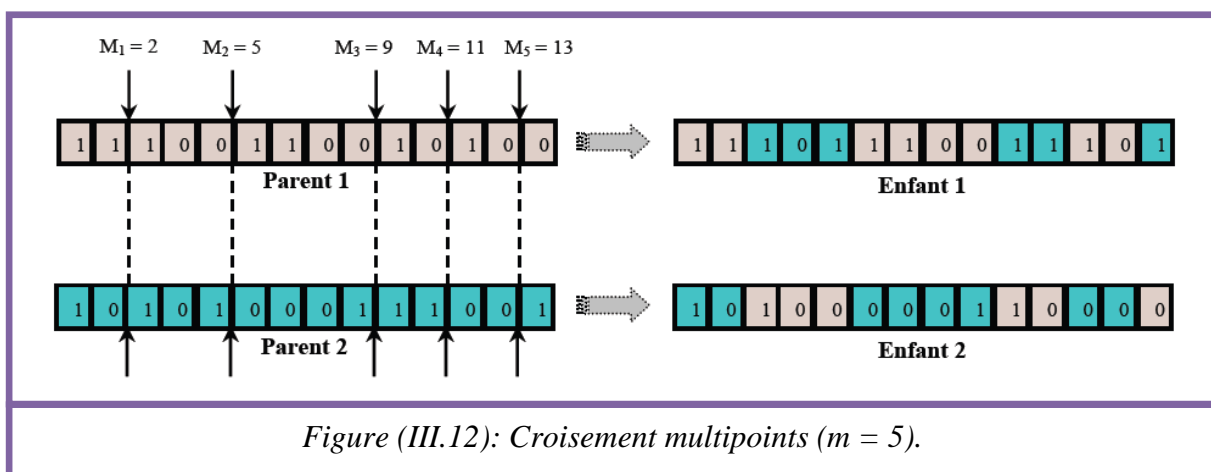 M1 = 2 M2 = 5 M3 = 9 M4 = 11 M5 = 13
1 1 1 0 0 1 1 0 0 1 0 1 0 0 1 1 1 0 1 1 1 0 0 1 1 1 0 1
Parent 1 Enfant 1
1 0 1 0 1 0 0 0 1 1 1 0 0 1 1 0 1 0 0 0 0 0 1 1 0 0 0 0
Parent 2 Enfant 2
Figure (III.12): Croisement multipoints (m = 5).